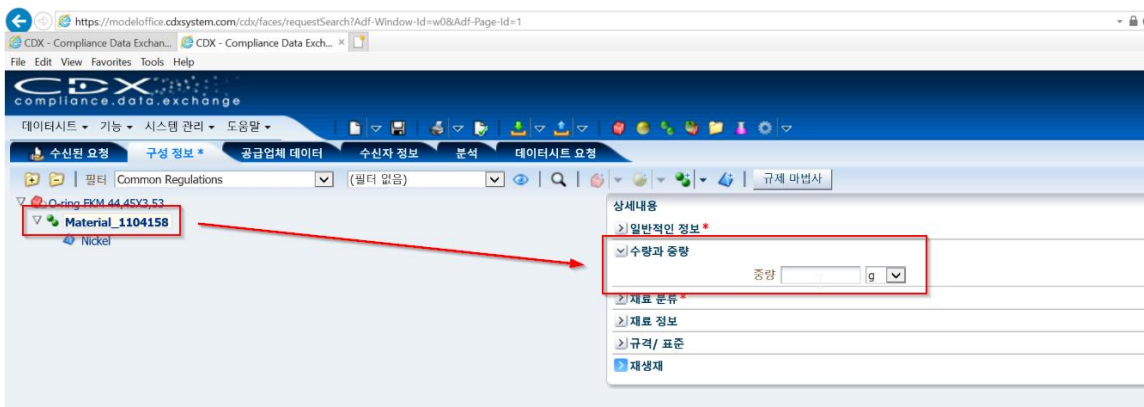 https://modeloffice.cdxsystem.com/cdx/faces/requestSearch?Adf-Window-Id=w0&Adf-Page-Id=1
CDX - Compliance Data Exchan... CDX - Compliance Data Exch... ×
File Edit View Favorites Tools Help
CDX
compliance.data.exchange
데이터시트 기능 시스템 관리 도움말
수신된 요청 구성 정보 * 공급업체 데이터 수신자 정보 분석 데이터시트 요청
필터 Common Regulations (필터 없음) 규제 마법사
O-ring FKM 44,45X3,53
Material_1104158
Nickel
상세내용
일반적인 정보 *
수량과 중량
중량 g
재료 분류 *
재료 정보
규격/ 표준
재생재